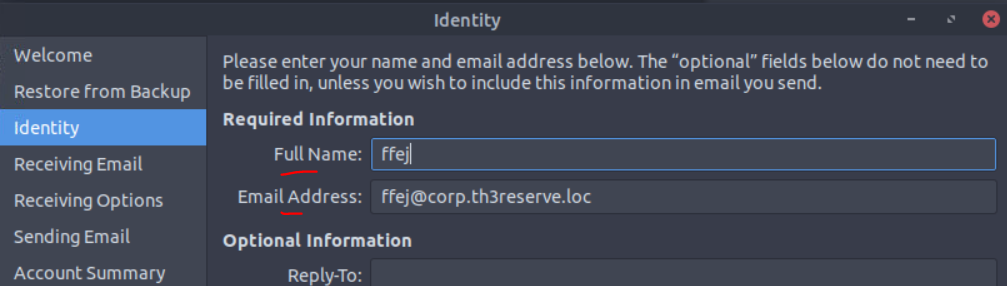 Identity
Welcome
Restore from Backup
Identity
Receiving Email
Receiving Options
Sending Email
Account Summary
Please enter your name and email address below. The “optional” fields below do not need to
be filled in, unless you wish to include this information in email you send.
Required Information
Full Name: ffej
Email Address: ffej@corp.th3reserve.loc
Optional Information
Reply-To: